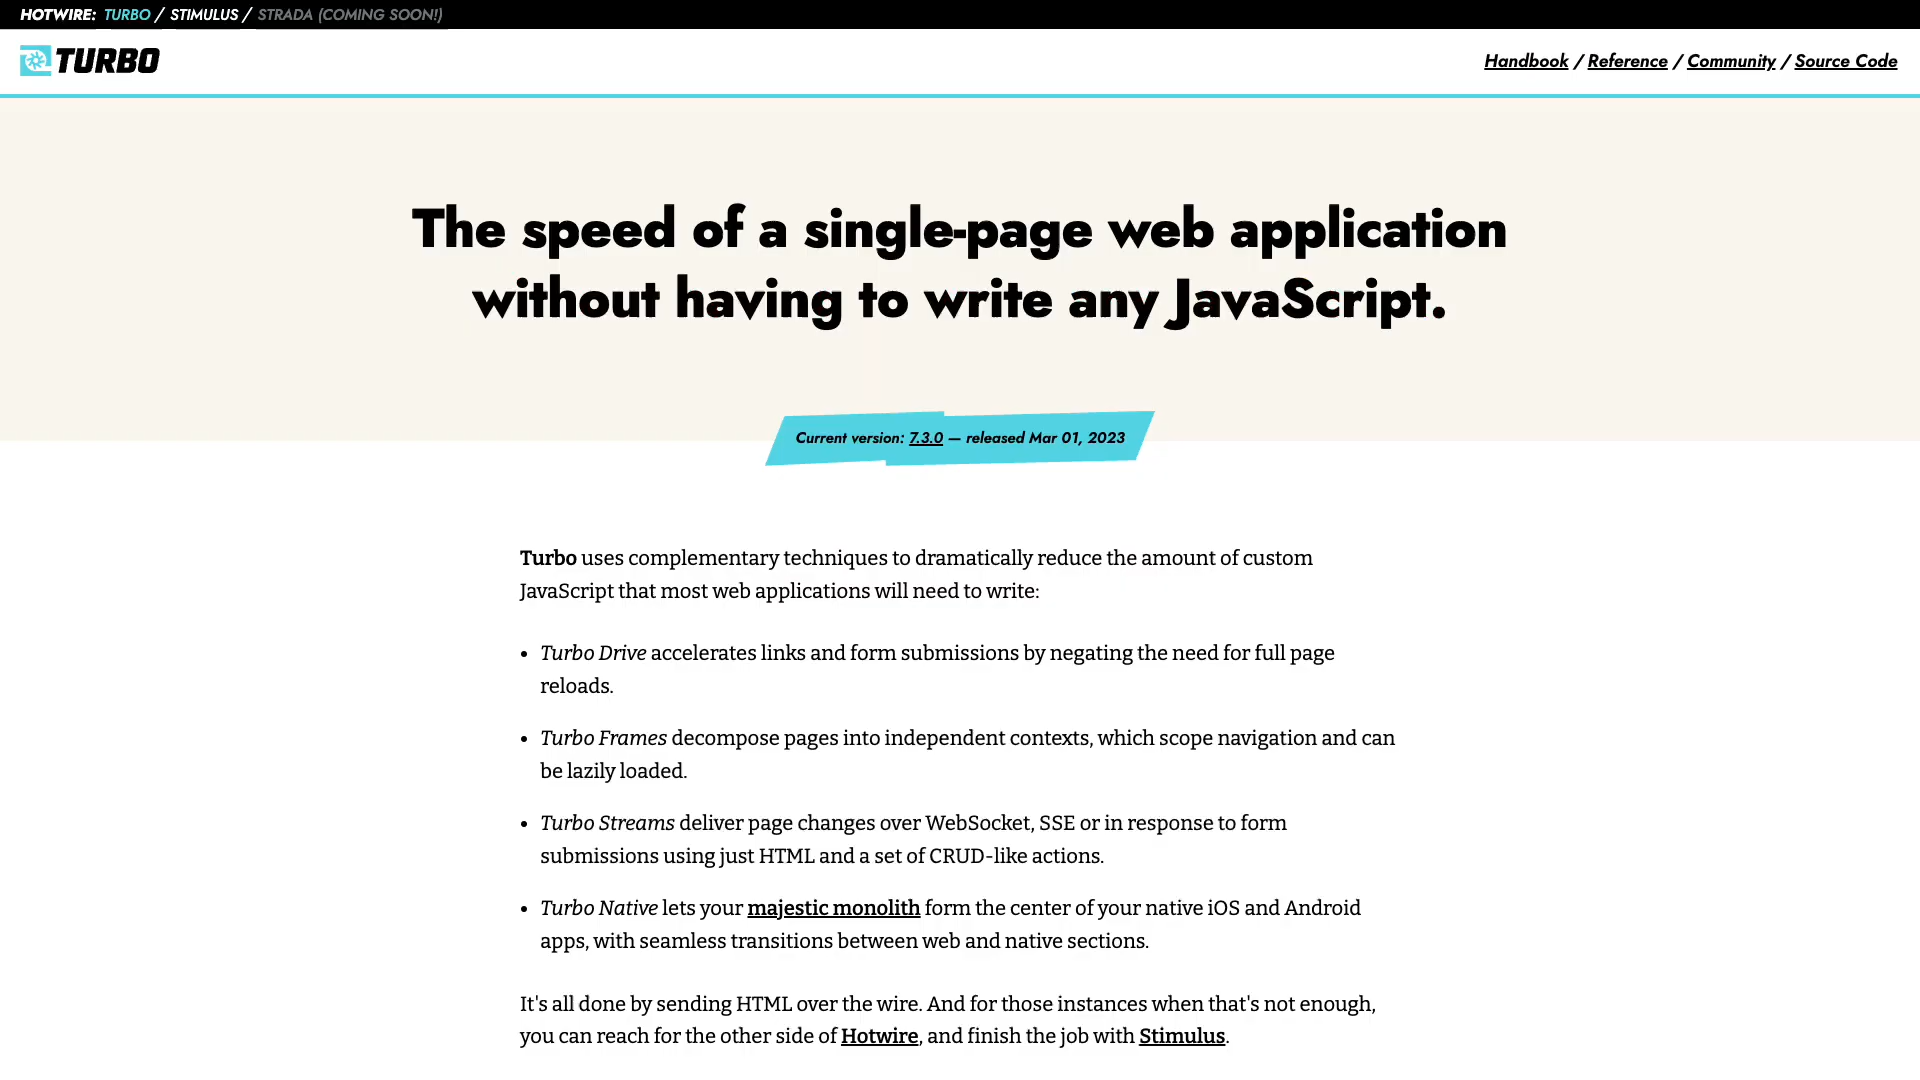 HOTWIRE: TURBO / STIMULUS / STRADA (COMING SOON!)
TURBO
Handbook / Reference / Community / Source Code
The speed of a single-page web application
without having to write any JavaScript.
Current version: 7.3.0 — released Mar 01, 2023
Turbo uses complementary techniques to dramatically reduce the amount of custom
JavaScript that most web applications will need to write:
• Turbo Drive accelerates links and form submissions by negating the need for full page
reloads.
• Turbo Frames decompose pages into independent contexts, which scope navigation and can
be lazily loaded.
• Turbo Streams deliver page changes over WebSocket, SSE or in response to form
submissions using just HTML and a set of CRUD-like actions.
• Turbo Native lets your majestic monolith form the center of your native iOS and Android
apps, with seamless transitions between web and native sections.
It's all done by sending HTML over the wire. And for those instances when that's not enough,
you can reach for the other side of Hotwire, and finish the job with Stimulus.